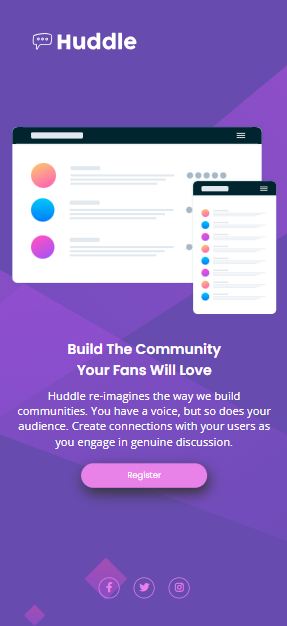 Huddle
Build The Community
Your Fans Will Love
Huddle re-imagines the way we build
communities. You have a voice, but so does your
audience. Create connections with your users as
you engage in genuine discussion.
Register